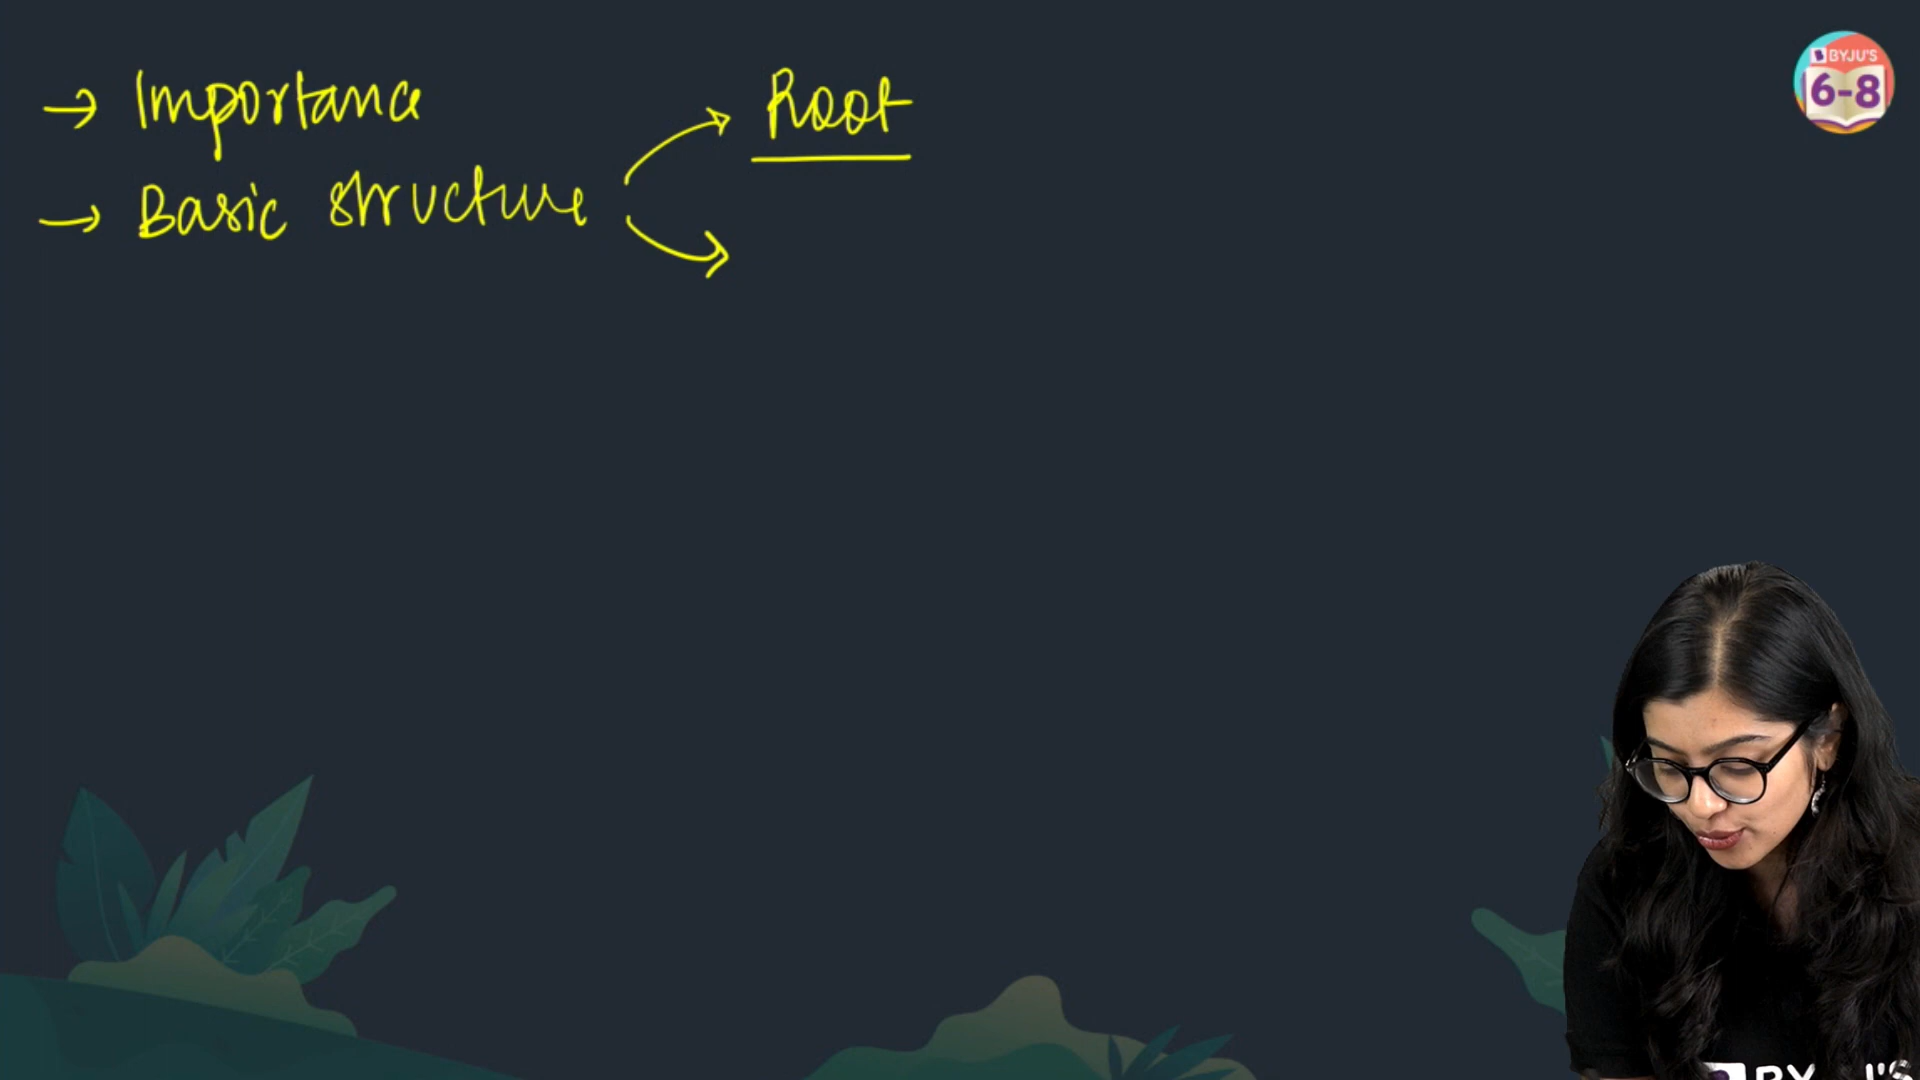 → Importance
→ Basic structure
Root
BYJU'S
6-8